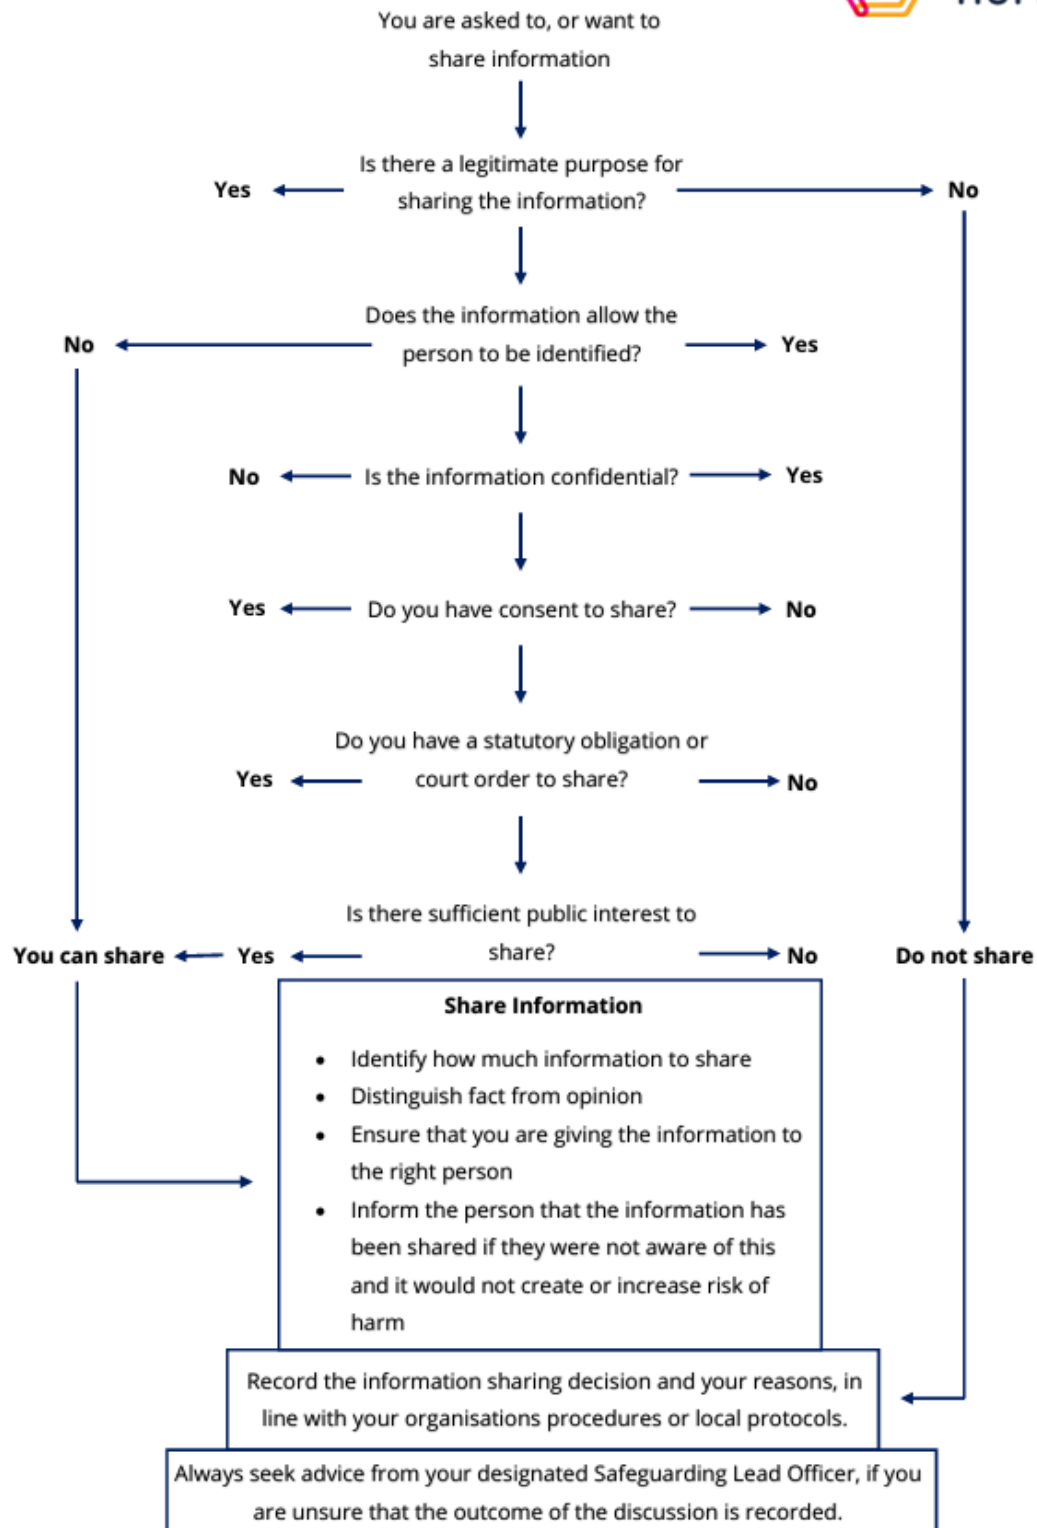 You are asked to, or want to
share information
Is there a legitimate purpose for
sharing the information?
Yes
No
Does the information allow the
person to be identified?
No
Yes
No
Is the information confidential?
Yes
Yes
Do you have consent to share?
No
Do you have a statutory obligation or
court order to share?
Yes
No
Is there sufficient public interest to
share?
You can share
Yes
No
Do not share
Share Information
• Identify how much information to share
• Distinguish fact from opinion
• Ensure that you are giving the information to
the right person
• Inform the person that the information has
been shared if they were not aware of this
and it would not create or increase risk of
harm
Record the information sharing decision and your reasons, in
line with your organisations procedures or local protocols.
Always seek advice from your designated Safeguarding Lead Officer, if you
are unsure that the outcome of the discussion is recorded.